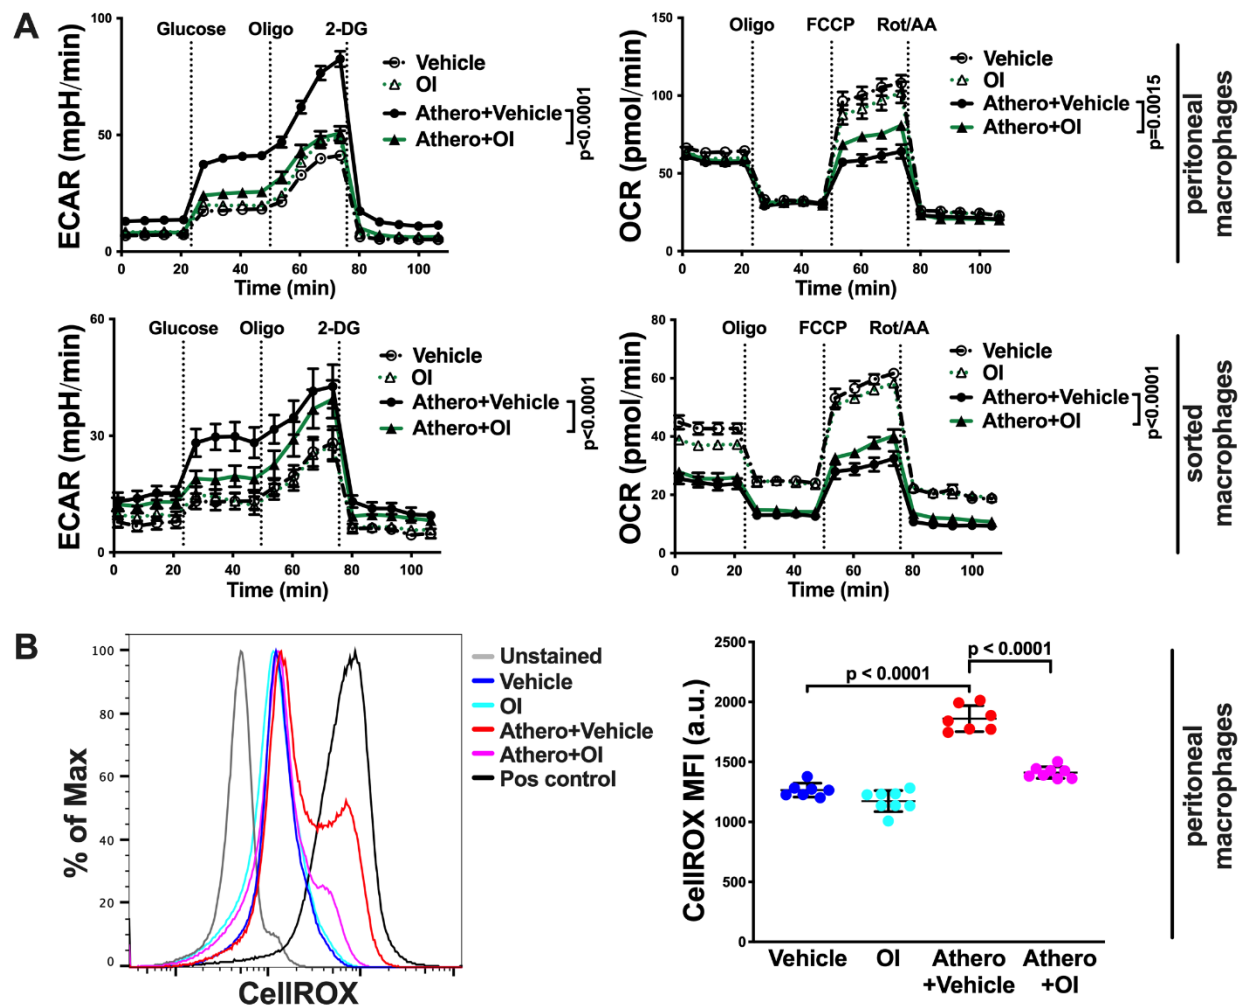 A
ECAR (mpH/min)
100
50
0
Glucose
Oligo
2-DG
Vehicle
OI
Athero+Vehicle
Athero+OI
p<0.0001
0 20 40 60 80 100
Time (min)
OCR (pmol/min)
150
100
50
0
Oligo
FCCP
Rot/AA
Vehicle
OI
Athero+Vehicle
Athero+OI
p=0.0015
0 20 40 60 80 100
Time (min)
peritoneal
macrophages
ECAR (mpH/min)
60
30
0
Glucose
Oligo
2-DG
Vehicle
OI
Athero+Vehicle
Athero+OI
p<0.0001
0 20 40 60 80 100
Time (min)
OCR (pmol/min)
80
60
40
20
0
Oligo
FCCP
Rot/AA
Vehicle
OI
Athero+Vehicle
Athero+OI
p<0.0001
0 20 40 60 80 100
Time (min)
sorted
macrophages
B
% of Max
100
80
60
40
20
0
CellROX
Unstained
Vehicle
OI
Athero+Vehicle
Athero+OI
Pos control
CellROX MFI (a.u.)
2500
2000
1500
1000
500
0
p < 0.0001
p < 0.0001
Vehicle
OI
Athero
+Vehicle
Athero
+OI
peritoneal
macrophages